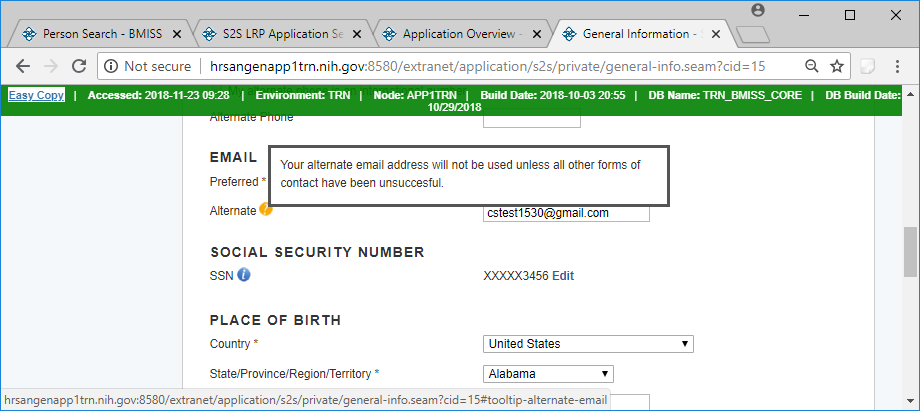 Person Search - BMISS
S2S LRP Application Se
Application Overview -
General Information - S
Not secure | hrsangenapp1trn.nih.gov:8580/extranet/application/s2s/private/general-info.seam?cid=15
Easy Copy | Accessed: 2018-11-23 09:28 | Environment: TRN | Node: APP1TRN | Build Date: 2018-10-03 20:55 | DB Name: TRN_BMISS_CORE | DB Build Date:
10/29/2018
Alternate Phone
EMAIL
Your alternate email address will not be used unless all other forms of
contact have been unsuccesful.
Preferred *
Alternate
cstest1530@gmail.com
SOCIAL SECURITY NUMBER
SSN
XXXXX3456 Edit
PLACE OF BIRTH
Country *
United States
State/Province/Region/Territory *
Alabama
hrsangenapp1trn.nih.gov:8580/extranet/application/s2s/private/general-info.seam?cid=15#tooltip-alternate-email